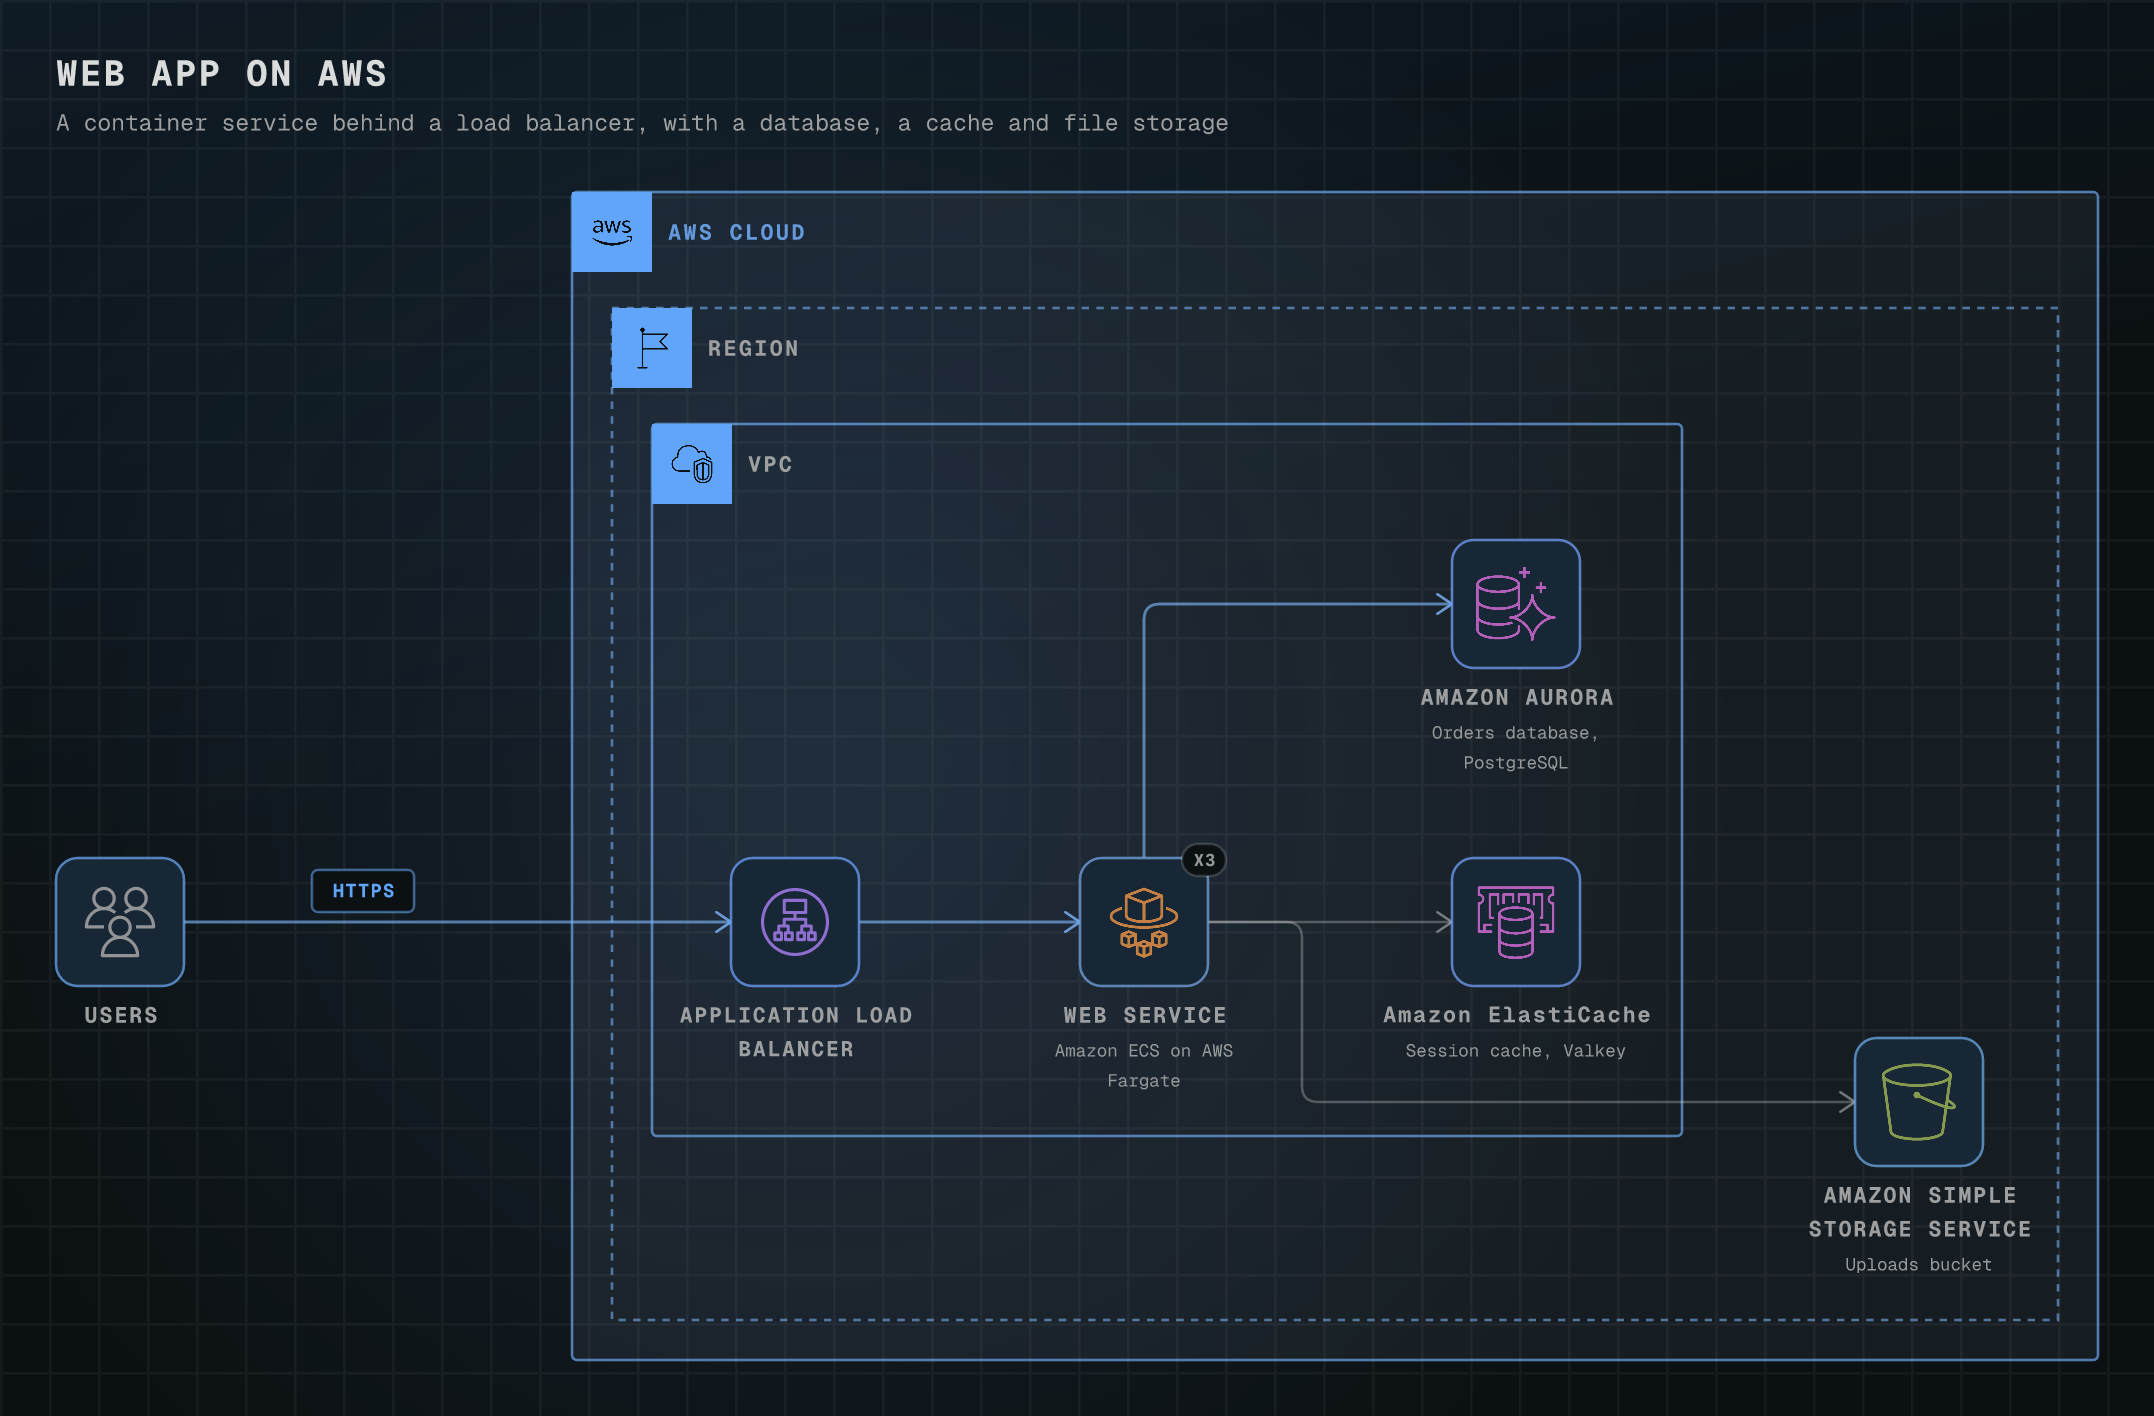 WEB APP ON AWS
A container service behind a load balancer, with a database, a cache and file storage
aws
AWS CLOUD
REGION
VPC
AMAZON AURORA
Orders database,
PostgreSQL
HTTPS
X3
USERS
APPLICATION LOAD
BALANCER
WEB SERVICE
Amazon ECS on AWS
Fargate
Amazon ElastiCache
Session cache, Valkey
AMAZON SIMPLE
STORAGE SERVICE
Uploads bucket